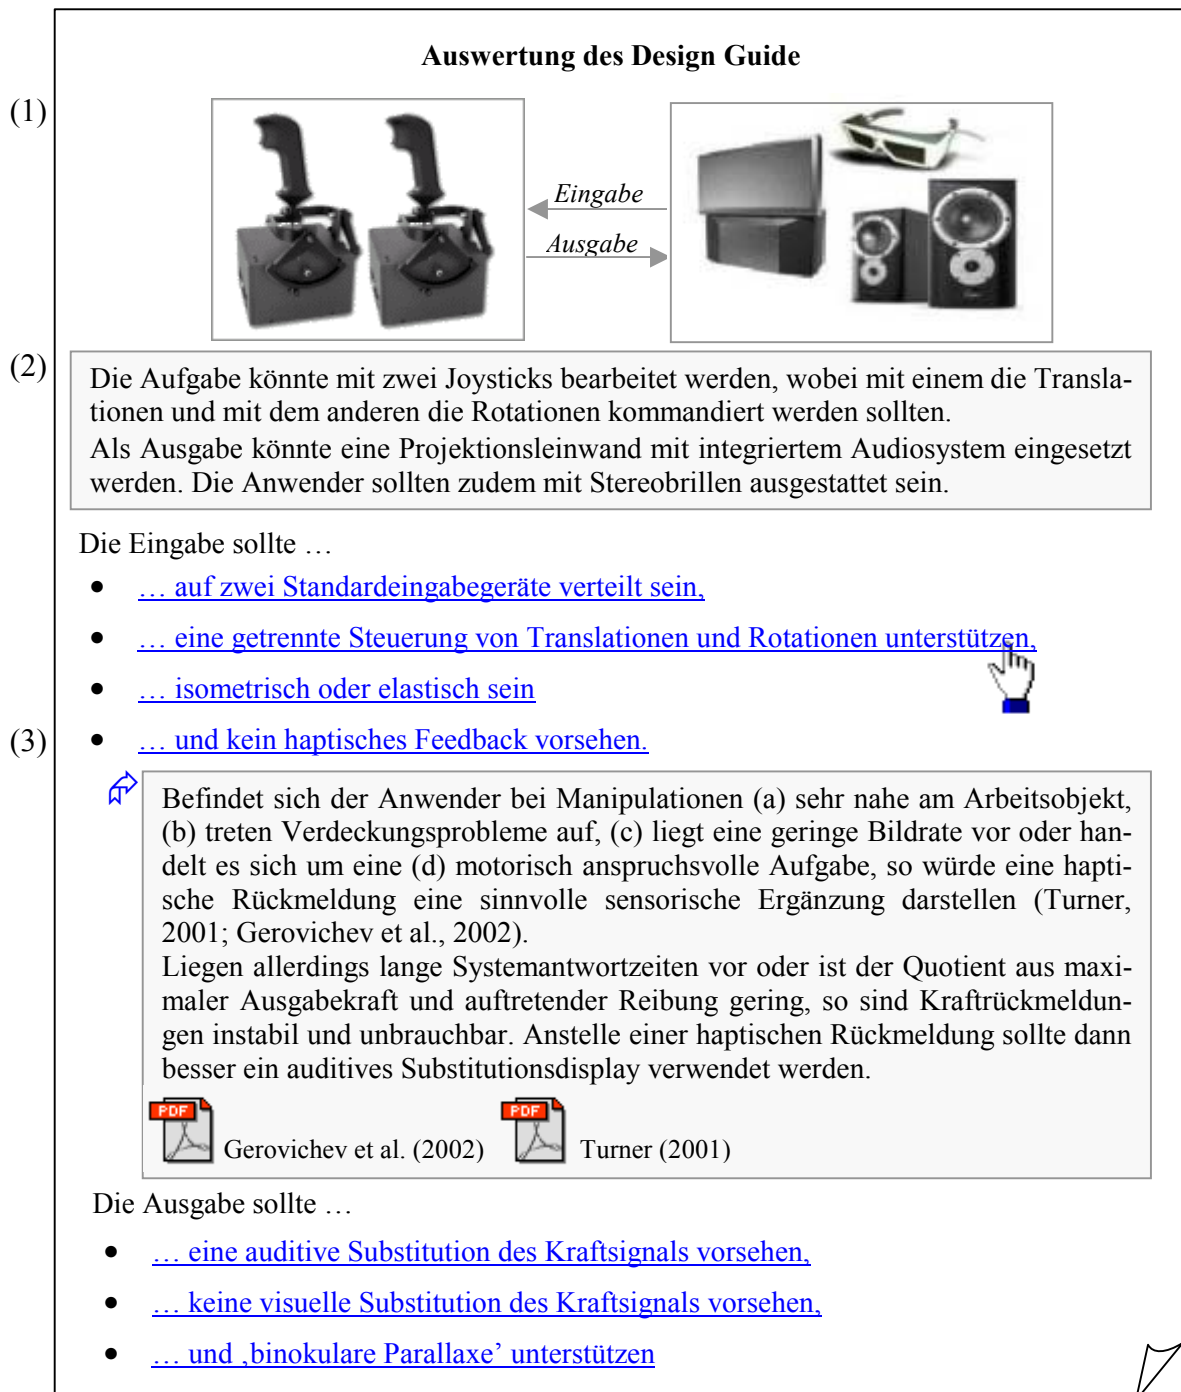 Auswertung des Design Guide
(1)
Eingabe
Ausgabe
(2)
Die Aufgabe könnte mit zwei Joysticks bearbeitet werden, wobei mit einem die Transla-
tionen und mit dem anderen die Rotationen kommandiert werden sollten.
Als Ausgabe könnte eine Projektionsleinwand mit integriertem Audiosystem eingesetzt
werden. Die Anwender sollten zudem mit Stereobrillen ausgestattet sein.
Die Eingabe sollte …
• … auf zwei Standardeingabegeräte verteilt sein,
• … eine getrennte Steuerung von Translationen und Rotationen unterstützen,
• … isometrisch oder elastisch sein
(3)
• … und kein haptisches Feedback vorsehen.
Befindet sich der Anwender bei Manipulationen (a) sehr nahe am Arbeitsobjekt,
(b) treten Verdeckungsprobleme auf, (c) liegt eine geringe Bildrate vor oder han-
delt es sich um eine (d) motorisch anspruchsvolle Aufgabe, so würde eine hapti-
sche Rückmeldung eine sinnvolle sensorische Ergänzung darstellen (Turner,
2001; Gerovichev et al., 2002).
Liegen allerdings lange Systemantwortzeiten vor oder ist der Quotient aus maxi-
maler Ausgabekraft und auftretender Reibung gering, so sind Kraftrückmeldun-
gen instabil und unbrauchbar. Anstelle einer haptischen Rückmeldung sollte dann
besser ein auditives Substitutionsdisplay verwendet werden.
PDF Gerovichev et al. (2002) PDF Turner (2001)
Die Ausgabe sollte …
• … eine auditive Substitution des Kraftsignals vorsehen,
• … keine visuelle Substitution des Kraftsignals vorsehen,
• … und ‚binokulare Parallaxe’ unterstützen